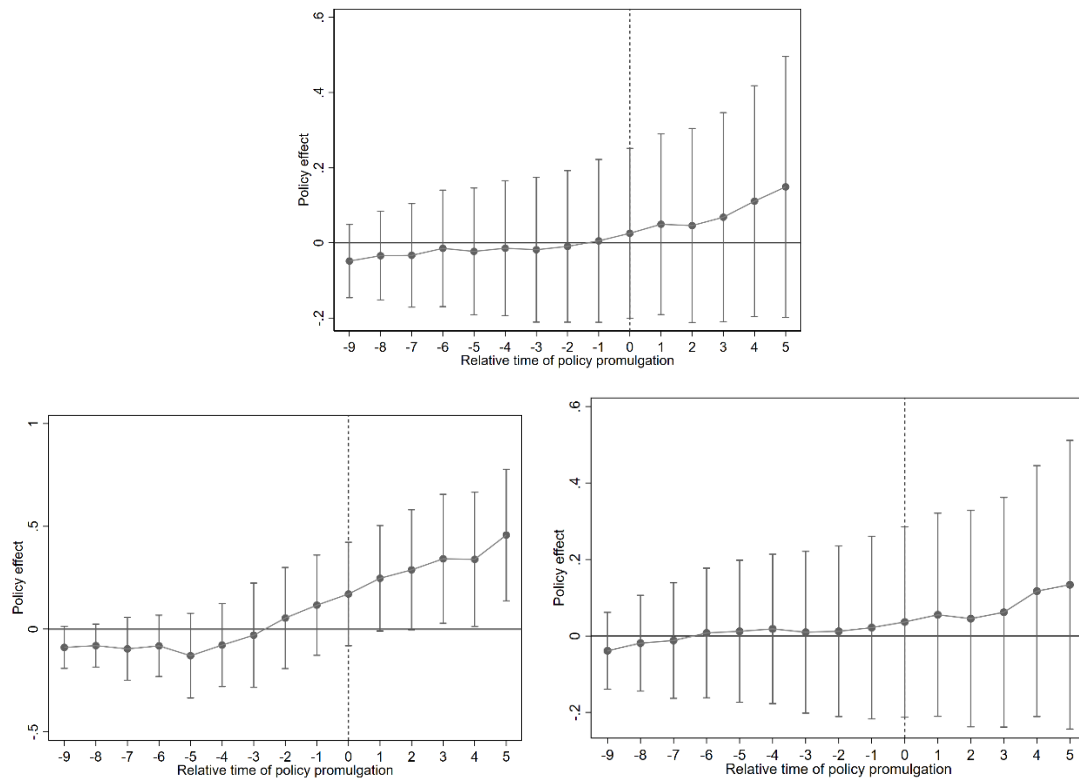 Policy effect
.6
.4
.2
0
-.2
-9 -8 -7 -6 -5 -4 -3 -2 -1 0 1 2 3 4 5
Relative time of policy promulgation
Policy effect
1
.5
0
-.5
-9 -8 -7 -6 -5 -4 -3 -2 -1 0 1 2 3 4 5
Relative time of policy promulgation
Policy effect
.6
.4
.2
0
-.2
-9 -8 -7 -6 -5 -4 -3 -2 -1 0 1 2 3 4 5
Relative time of policy promulgation